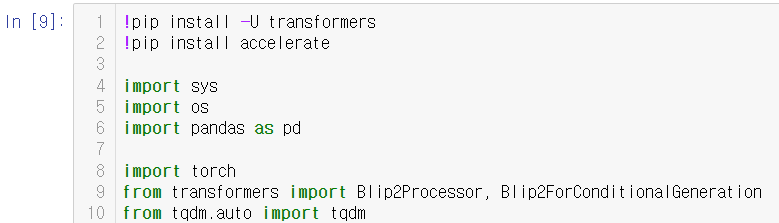 In [9]:
1 !pip install -U transformers
2 !pip install accelerate
3
4 import sys
5 import os
6 import pandas as pd
7
8 import torch
9 from transformers import Blip2Processor, Blip2ForConditionalGeneration
10 from tqdm.auto import tqdm